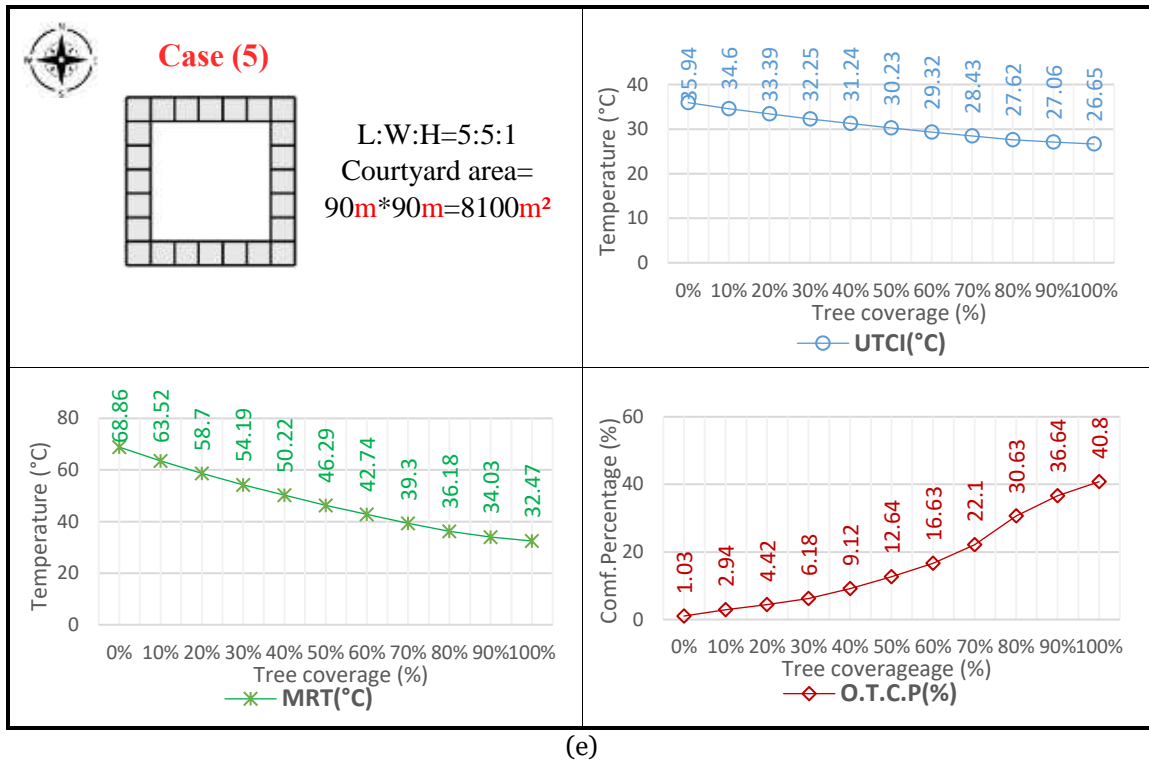 N
W
E
S
Case (5)
L:W:H=5:5:1
Courtyard area=
90m*90m=8100m²
35.94 34.6 33.39 32.25 31.24 30.23 29.32 28.43 27.62 27.06 26.65
Temperature (°C)
40
30
20
10
0
0% 10% 20% 30% 40% 50% 60% 70% 80% 90% 100%
Tree coverage (%)
UTCI(°C)
68.86 63.52 58.7 54.19 50.22 46.29 42.74 39.3 36.18 34.03 32.47
Temperature (°C)
80
60
40
20
0
0% 10% 20% 30% 40% 50% 60% 70% 80% 90% 100%
Tree coverage (%)
MRT(°C)
1.03 2.94 4.42 6.18 9.12 12.64 16.63 22.1 30.63 36.64 40.8
Comf.Percentage (%)
60
40
20
0
0% 10% 20% 30% 40% 50% 60% 70% 80% 90% 100%
Tree coverageage (%)
O.T.C.P(%)
(e)